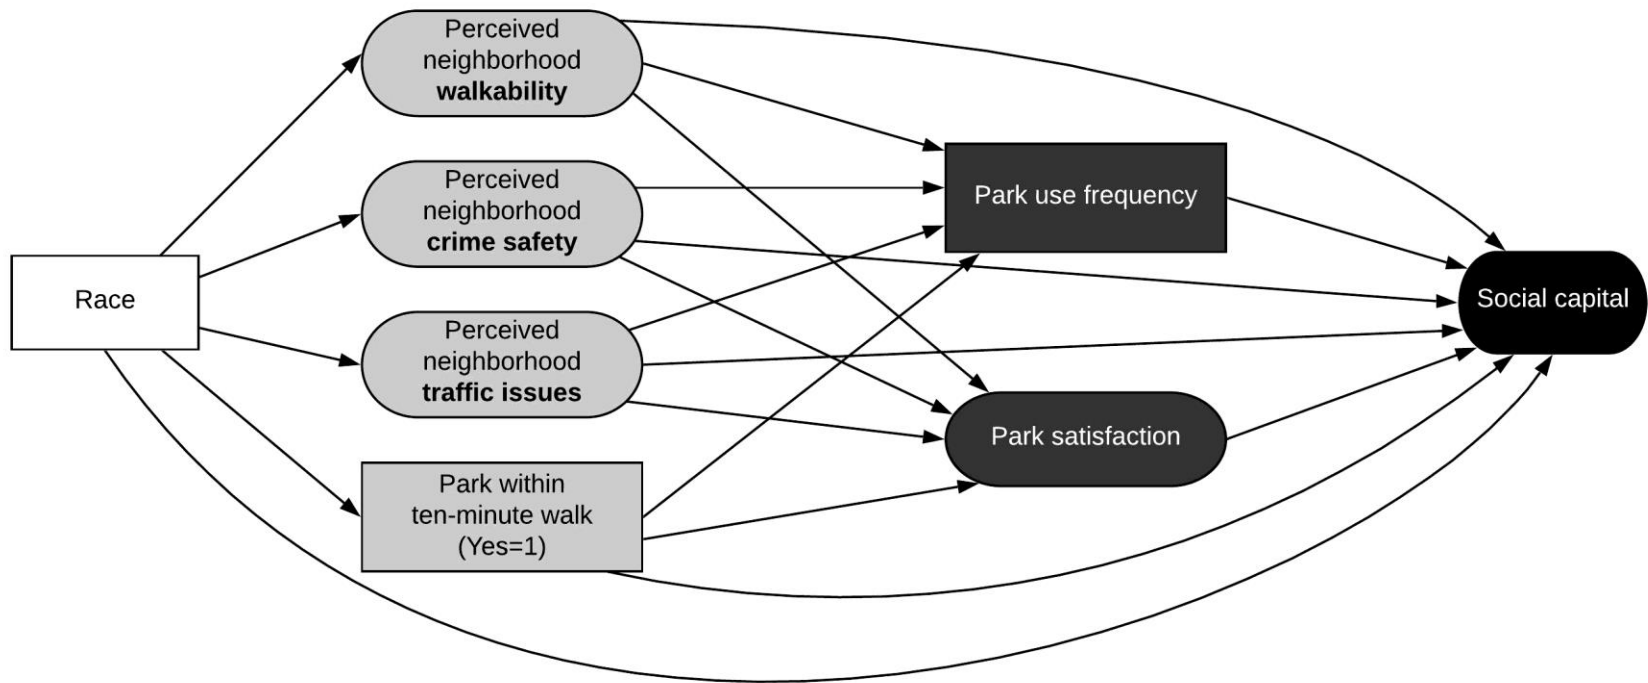 Race
Perceived
neighborhood
walkability
Perceived
neighborhood
crime safety
Perceived
neighborhood
traffic issues
Park within
ten-minute walk
(Yes=1)
Park use frequency
Park satisfaction
Social capital